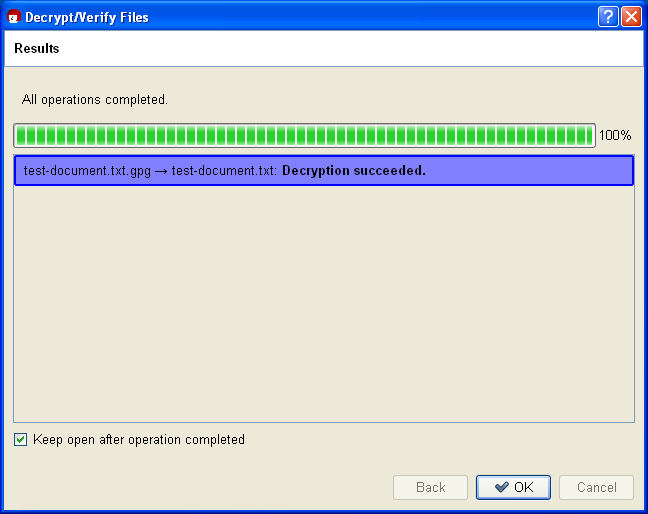 Decrypt/Verify Files
Results
All operations completed.
100%
test-document.txt.gpg → test-document.txt: Decryption succeeded.
Keep open after operation completed
Back OK Cancel